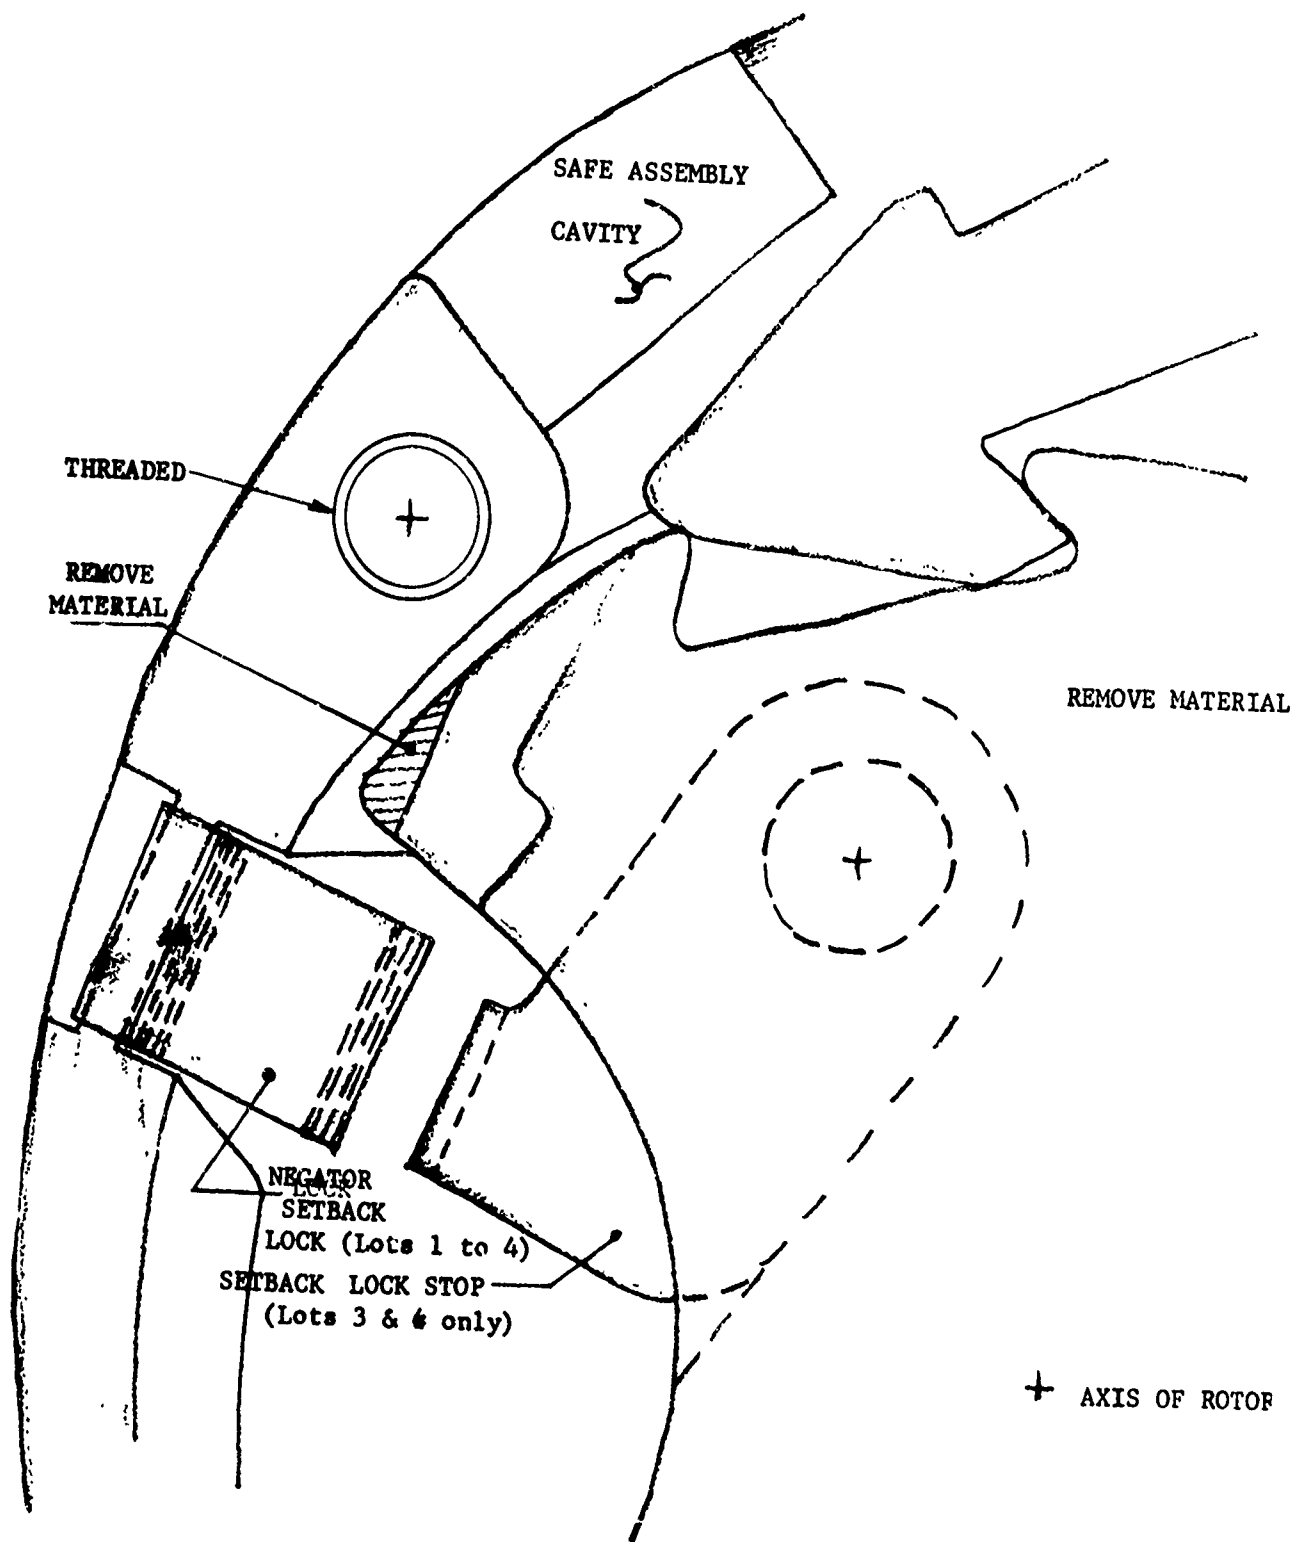 SAFE ASSEMBLY
CAVITY
THREADED
REMOVE
MATERIAL
REMOVE MATERIAL
NEGATOR
LOCK
SETBACK
LOCK (Lots 1 to 4)
SETBACK LOCK STOP
(Lots 3 & 4 only)
AXIS OF ROTOR